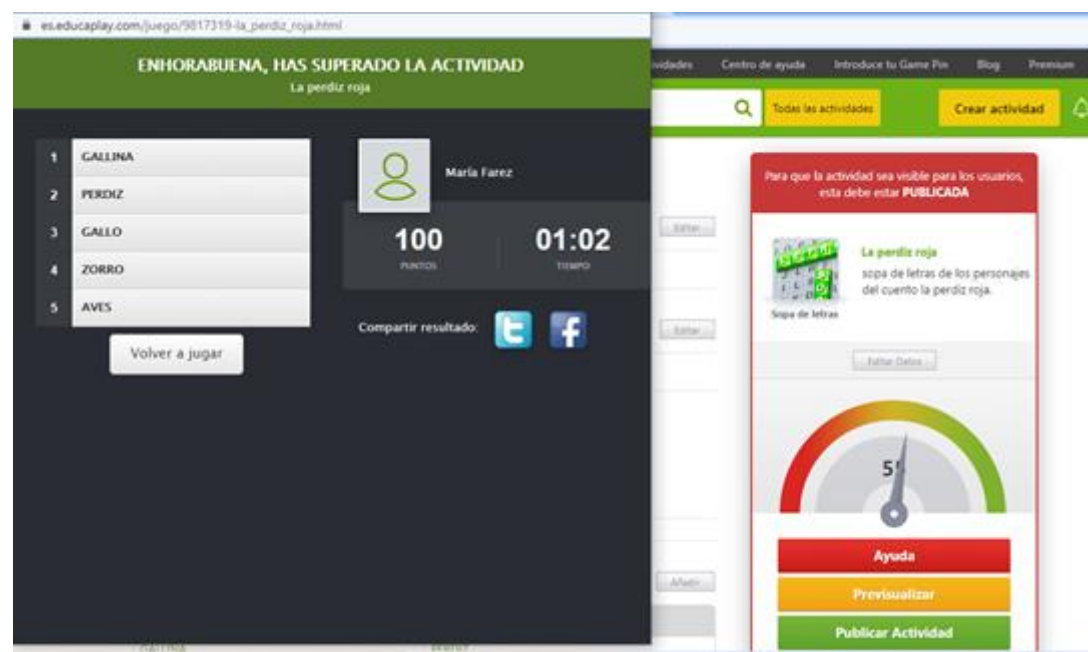 es.educaplay.com/juego/9817319-la_perdiz_roja.html
ENHORABUENA, HAS SUPERADO LA ACTIVIDAD
La perdiz roja
1 GALLINA
2 PERDIZ
3 GALLO
4 ZORRO
5 AVES
Volver a jugar
María Farez
100
PUNTOS
01:02
TIEMPO
Compartir resultado:
vidades Centro de ayuda Introduce tu Game Pin Blog Premium
Todas las actividades
Crear actividad
Editar
Editar
Añadir
Para que la actividad sea visible para los usuarios,
esta debe estar PUBLICADA
La perdiz roja
sopa de letras de los personajes
del cuento la perdiz roja.
Sopa de letras
Editar Datos
Ayuda
Previsualizar
Publicar Actividad